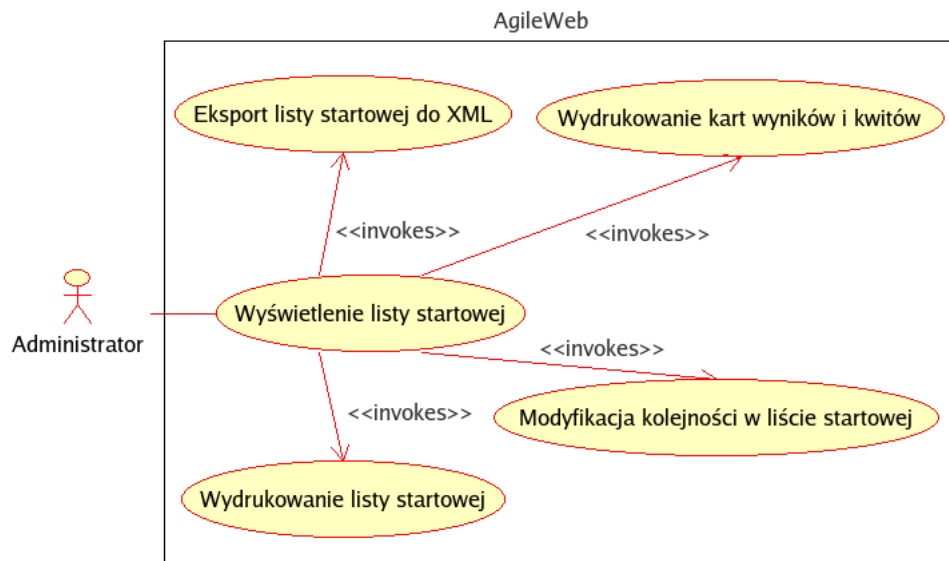 AgileWeb
Eksport listy startowej do XML
Wydrukowanie kart wyników i kwitów
<<invokes>>
<<invokes>>
Wyświetlenie listy startowej
Administrator
<<invokes>>
<<invokes>>
Modyfikacja kolejności w liście startowej
Wydrukowanie listy startowej